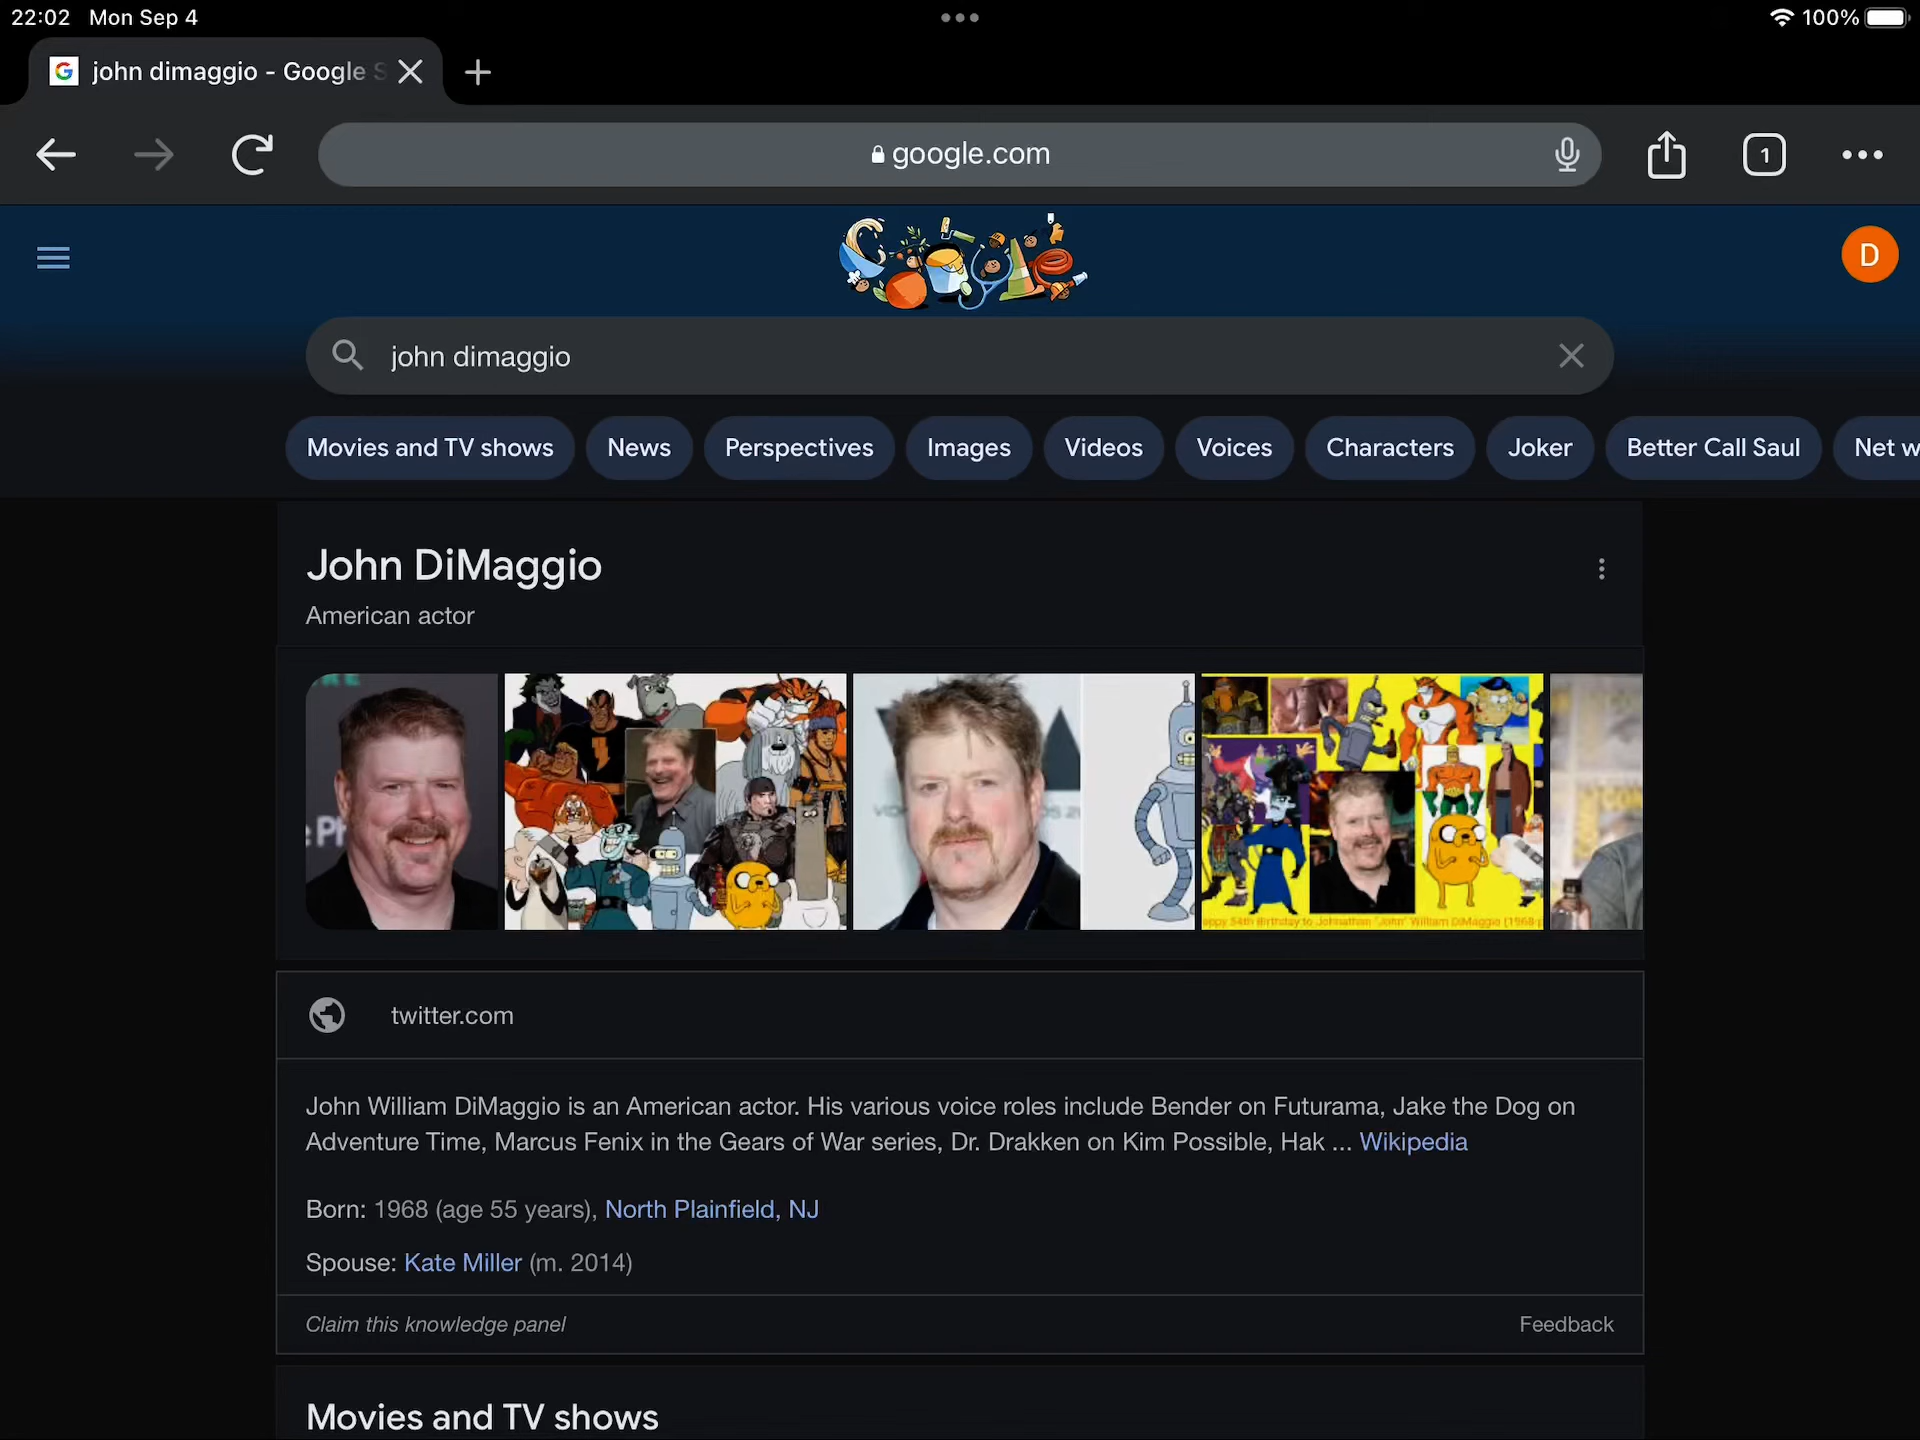 22:02 Mon Sep 4
100%
john dimaggio - Google S
google.com
1
D
john dimaggio
Movies and TV shows
News
Perspectives
Images
Videos
Voices
Characters
Joker
Better Call Saul
Net w
John DiMaggio
American actor
twitter.com
John William DiMaggio is an American actor. His various voice roles include Bender on Futurama, Jake the Dog on
Adventure Time, Marcus Fenix in the Gears of War series, Dr. Drakken on Kim Possible, Hak ... Wikipedia
Born: 1968 (age 55 years), North Plainfield, NJ
Spouse: Kate Miller (m. 2014)
Claim this knowledge panel
Feedback
Movies and TV shows